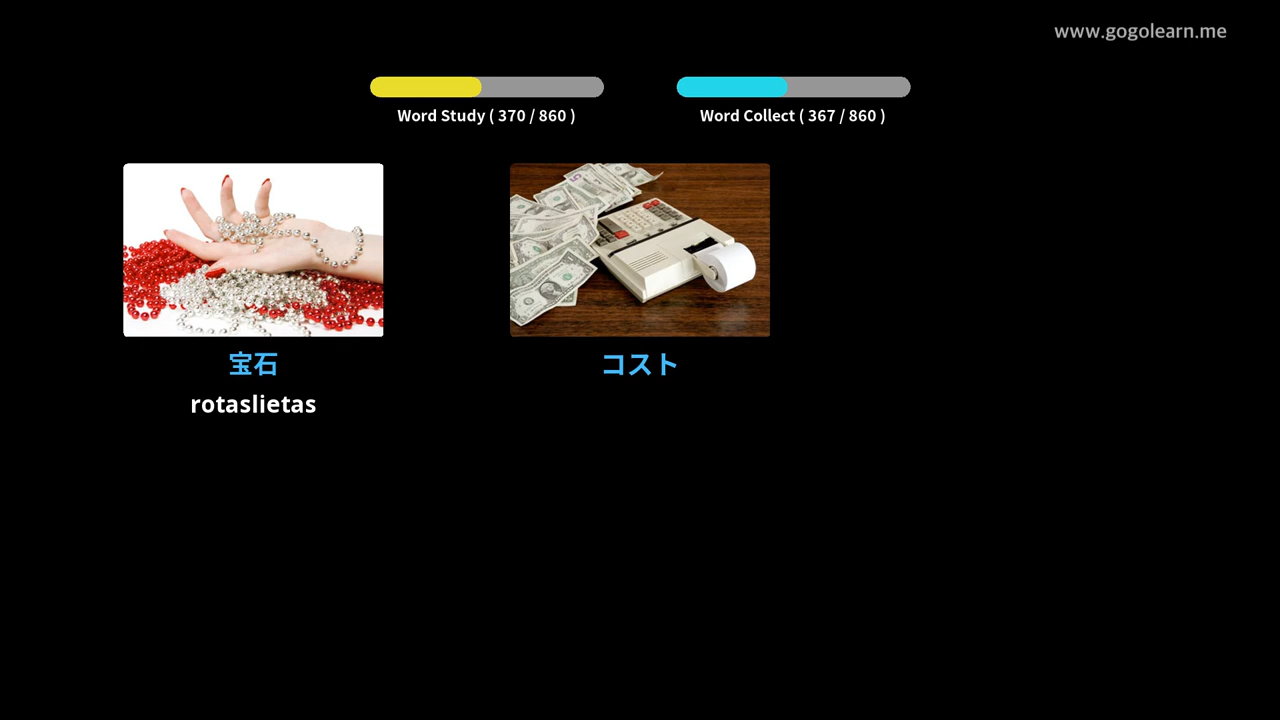 www.gogolearn.me
Word Study ( 370 / 860 )
Word Collect ( 367 / 860 )
宝石
rotaslietas
コスト